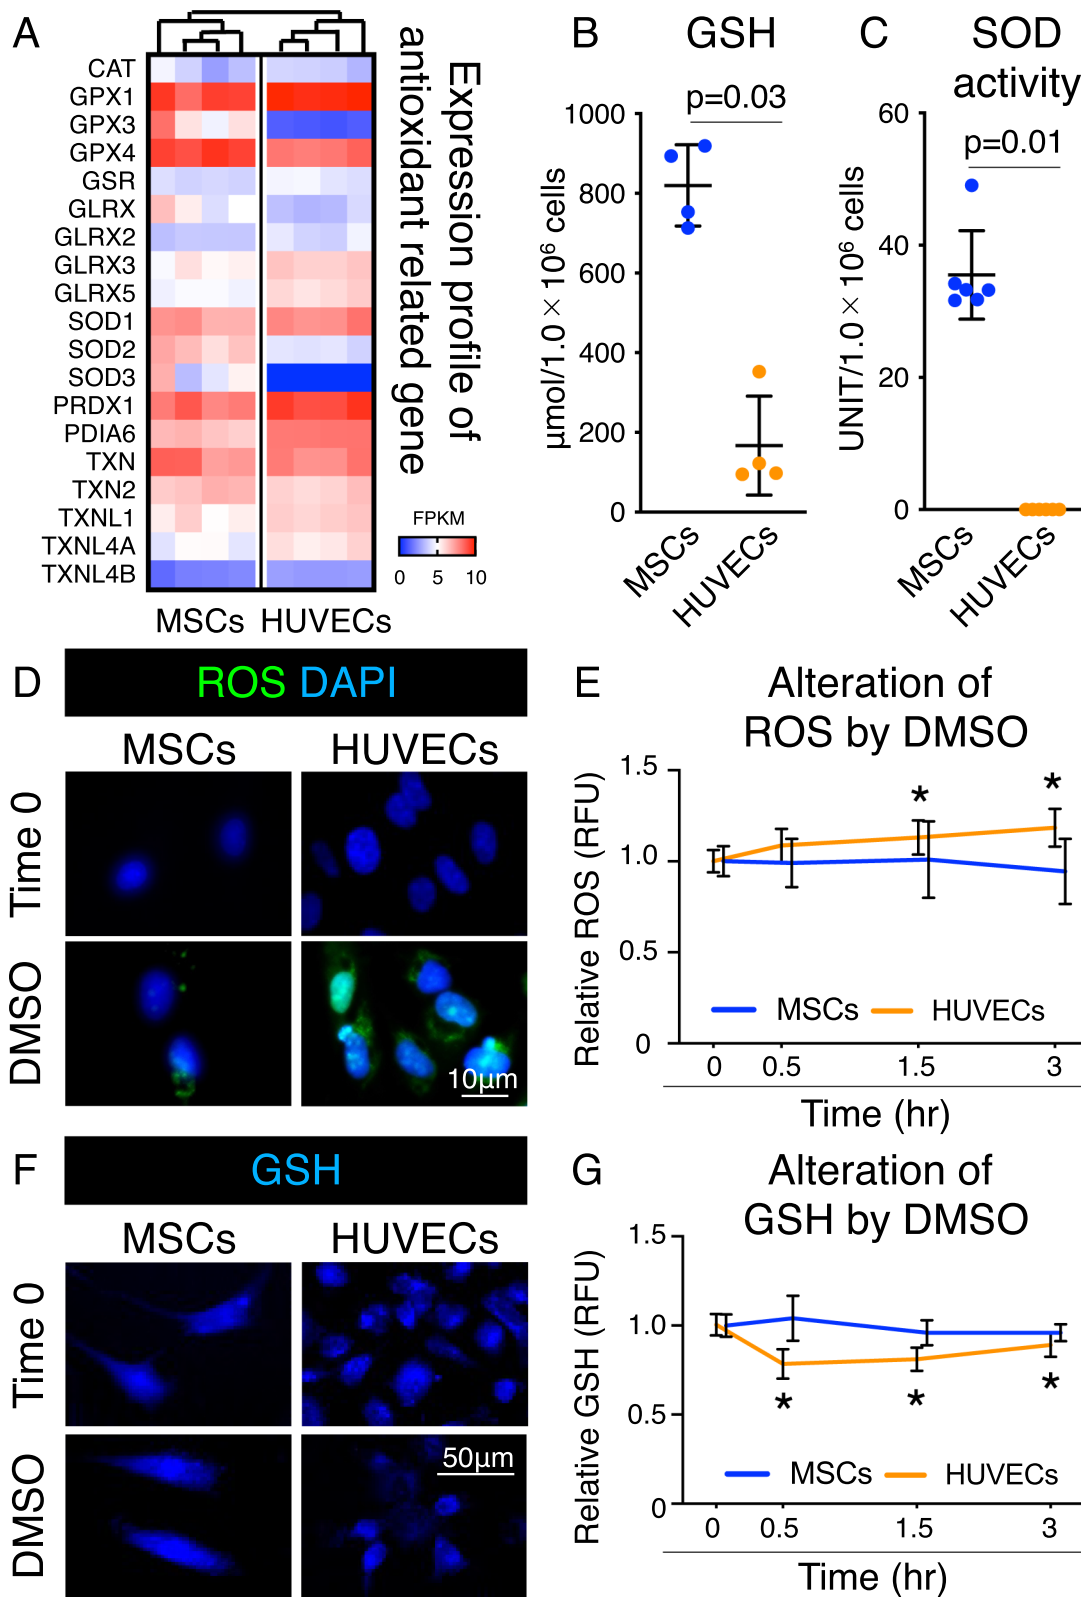 A
CAT
GPX1
GPX3
GPX4
GSR
GLRX
GLRX2
GLRX3
GLRX5
SOD1
SOD2
SOD3
PRDX1
PDIA6
TXN
TXN2
TXNL1
TXNL4A
TXNL4B
MSCs HUVECs
Expression profile of
antioxidant related gene
FPKM
0 5 10
B GSH
p=0.03
µmol/1.0 × 10⁶ cells
1000
800
600
400
200
0
MSCs
HUVECs
C SOD
activity
p=0.01
UNIT/1.0 × 10⁶ cells
60
40
20
0
MSCs
HUVECs
D ROS DAPI
MSCs HUVECs
Time 0
DMSO
10µm
E Alteration of
ROS by DMSO
Relative ROS (RFU)
1.5
1.0
0.5
0
* *
MSCs HUVECs
0 0.5 1.5 3
Time (hr)
F GSH
MSCs HUVECs
Time 0
DMSO
50µm
G Alteration of
GSH by DMSO
Relative GSH (RFU)
1.5
1.0
0.5
0
* * *
MSCs HUVECs
0 0.5 1.5 3
Time (hr)